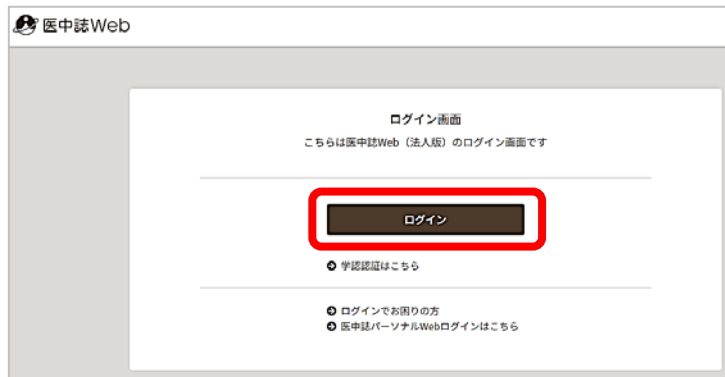 医中誌Web
ログイン画面
こちらは医中誌Web（法人版）のログイン画面です
ログイン
学認認証はこちら
ログインでお困りの方
医中誌パーソナルWebログインはこちら